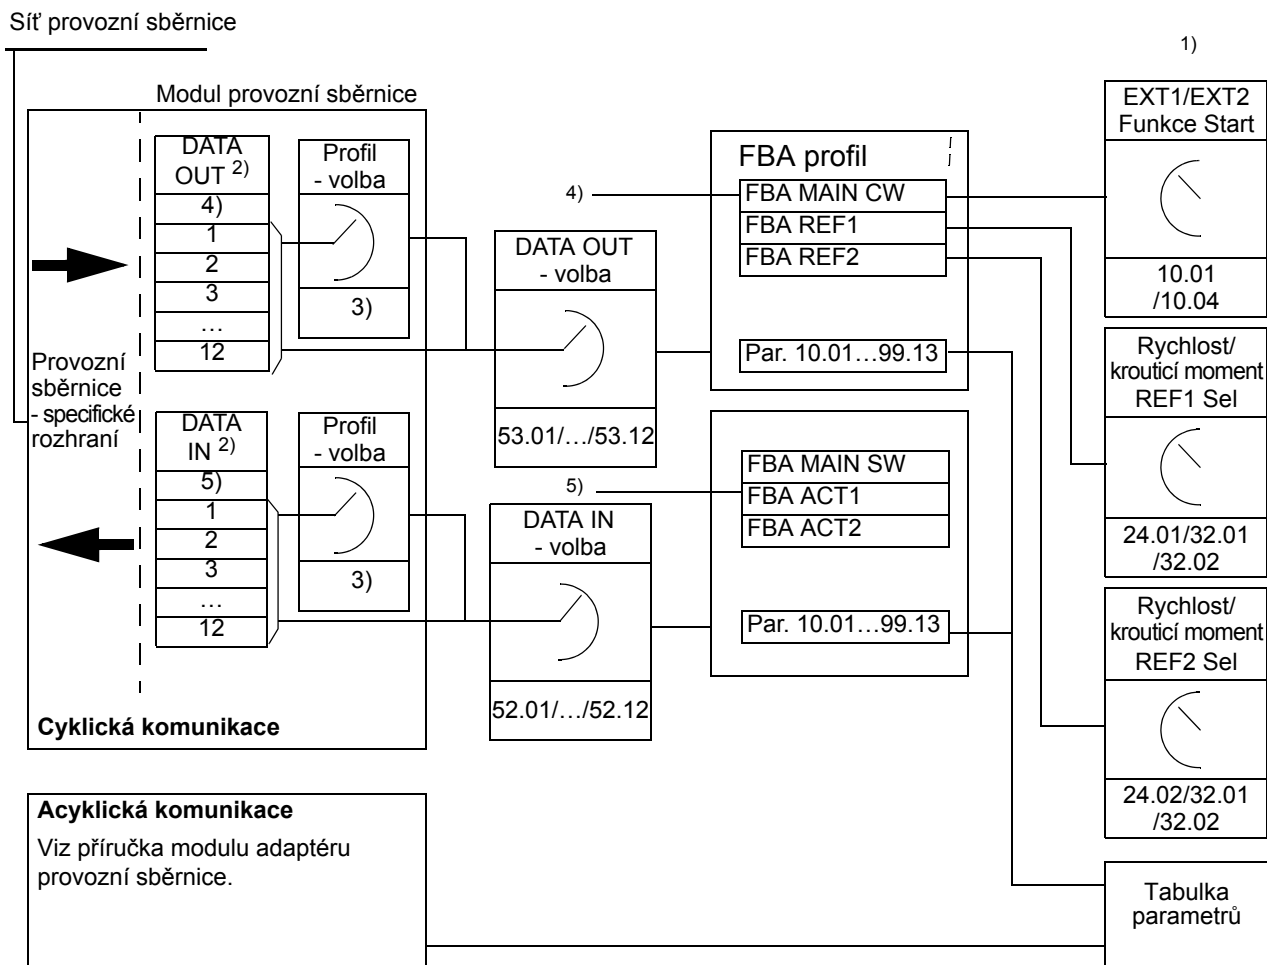 Síť provozní sběrnice
1)
Modul provozní sběrnice
DATA
OUT 2)
4)
1
2
3
…
12
Profil
- volba
3)
Provozní
sběrnice
- specifické
rozhraní
DATA
IN 2)
5)
1
2
3
…
12
Profil
- volba
3)
Cyklická komunikace
4)
DATA OUT
- volba
53.01/…/53.12
5)
DATA IN
- volba
52.01/…/52.12
FBA profil
FBA MAIN CW
FBA REF1
FBA REF2
Par. 10.01…99.13
FBA MAIN SW
FBA ACT1
FBA ACT2
Par. 10.01…99.13
EXT1/EXT2
Funkce Start
10.01
/10.04
Rychlost/
krouticí moment
REF1 Sel
24.01/32.01
/32.02
Rychlost/
krouticí moment
REF2 Sel
24.02/32.01
/32.02
Acyklická komunikace
Viz příručka modulu adaptéru
provozní sběrnice.
Tabulka
parametrů